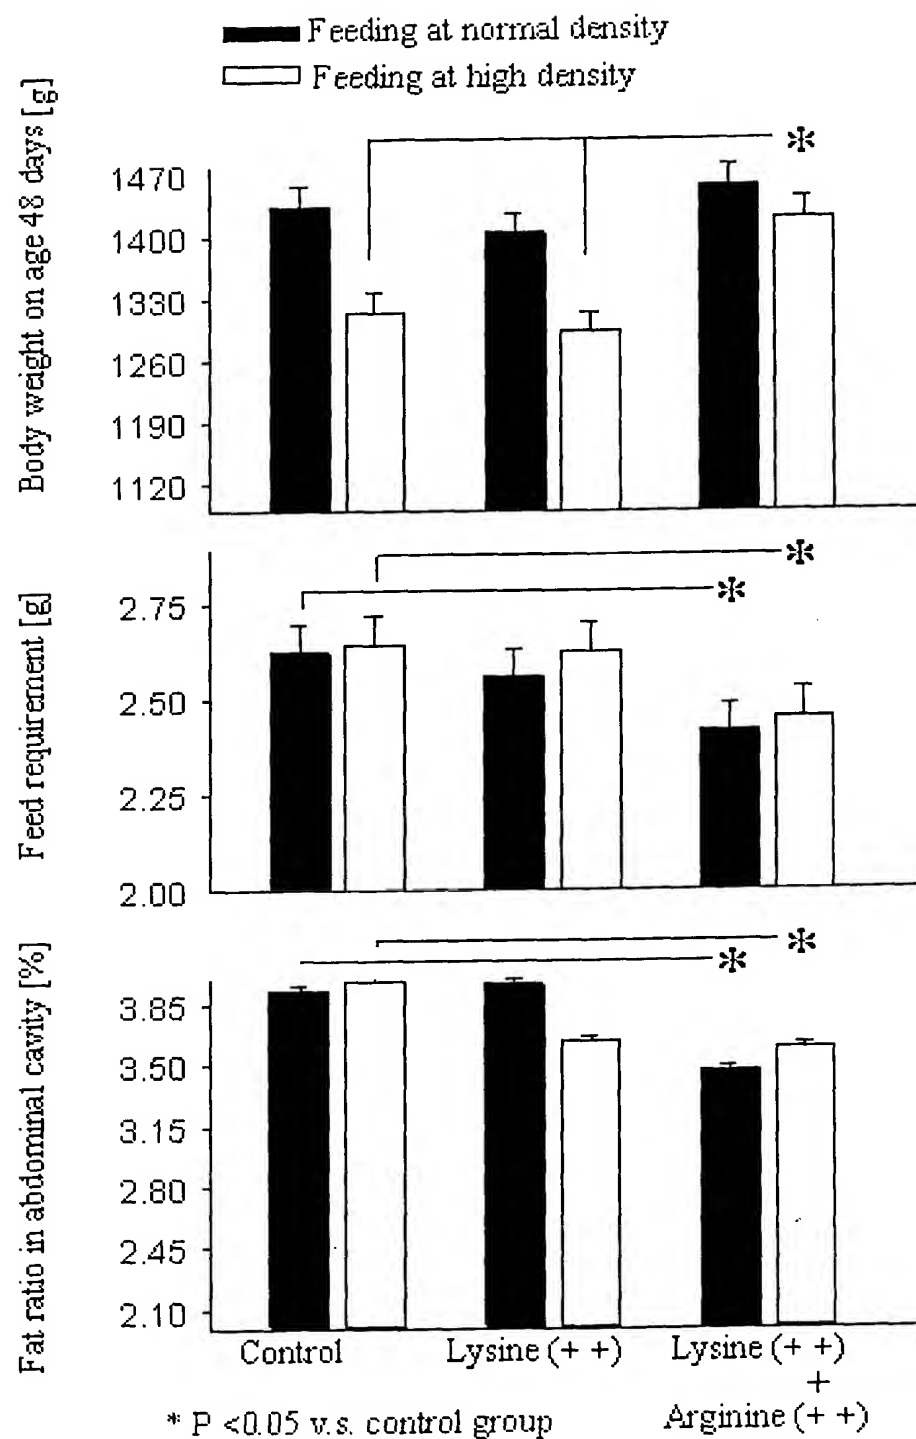 Feeding at normal density
Feeding at high density
Body weight on age 48 days [g]
*
1470
1400
1330
1260
1190
1120
Feed requirement [g]
*
*
2.75
2.50
2.25
2.00
Fat ratio in abdominal cavity [%]
*
*
3.85
3.50
3.15
2.80
2.45
2.10
Control
Lysine (+ +)
Lysine (+ +)
+
Arginine (+ +)
* P <0.05 v.s. control group